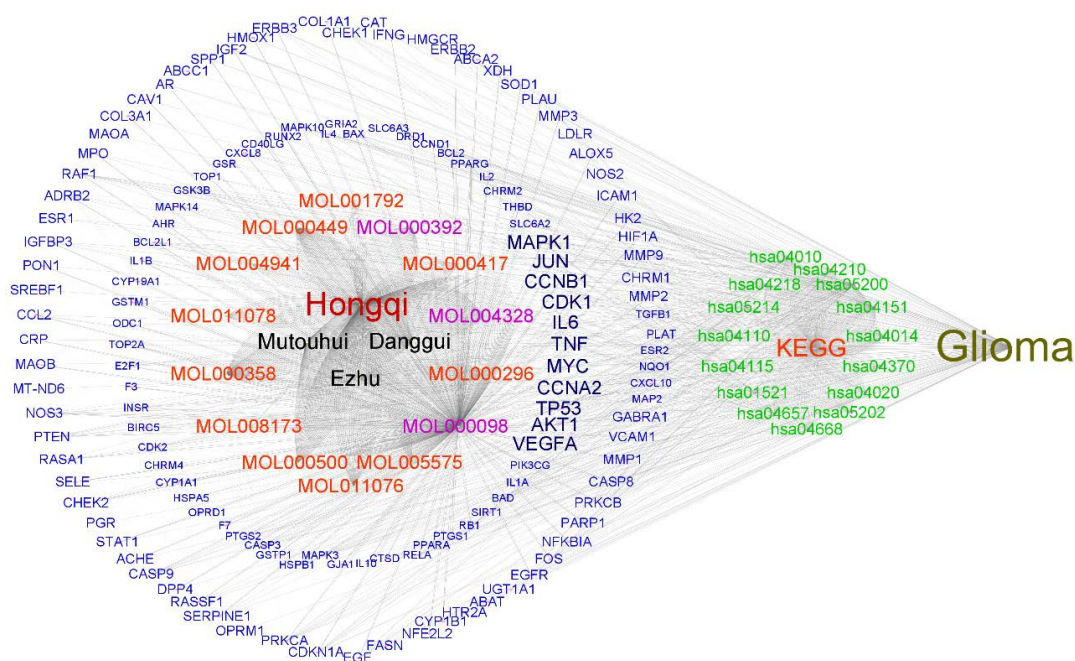 COL1A1
CAT
ERBB3
CHEK1
IFNG
HMOX1
HMGCR
IGF2
ERBB2
SPP1
ABCA2
ABCC1
XDH
AR
SOD1
CAV1
PLAU
COL3A1
MMP3
MAOA
LDLR
MPO
ALOX5
RAF1
NOS2
ADRB2
ICAM1
ESR1
HK2
IGFBP3
HIF1A
PON1
MMP9
SREBF1
CHRM1
CCL2
MMP2
TGFB1
CRP
PLAT
MAOB
ESR2
MT-ND6
NQO1
CXCL10
NOS3
MAP2
PTEN
GABRA1
RASA1
VCAM1
SELE
MMP1
CHEK2
CASP8
PGR
PRKCB
STAT1
PARP1
ACHE
NFKBIA
CASP9
FOS
DPP4
EGFR
RASSF1
UGT1A1
SERPINE1
ABAT
OPRM1
HTR2A
PRKCA
CYP1B1
CDKN1A
NFE2L2
EGF
FASN
MAPK10
GRIA2
SLC6A3
RUNX2
IL4
BAX
DRD1
CD40LG
CCND1
CXCL8
BCL2
GSR
PPARG
TOP1
IL2
GSK3B
CHRM2
MAPK14
THBD
AHR
SLC6A2
BCL2L1
MAPK1
IL1B
JUN
CYP19A1
CCNB1
GSTM1
CDK1
ODC1
IL6
TOP2A
TNF
E2F1
MYC
F3
CCNA2
INSR
TP53
BIRC5
AKT1
CDK2
VEGFA
CHRM4
PIK3CG
CYP1A1
IL1A
HSPA5
BAD
OPRD1
SIRT1
F7
RB1
PTGS2
PTGS1
CASP3
PPARA
GSTP1
MAPK3
CTSD
RELA
HSPB1
GJA1
IL10
MOL001792
MOL000449
MOL000392
MOL004941
MOL000417
MOL011078
MOL004328
MOL000358
MOL000296
MOL008173
MOL000098
MOL000500
MOL005575
MOL011076
Hongqi
Mutouhui
Danggui
Ezhu
hsa04010
hsa04210
hsa04218
hsa05200
hsa05214
hsa04151
hsa04110
hsa04014
KEGG
hsa04115
hsa04370
hsa01521
hsa04020
hsa04657
hsa05202
hsa04668
Glioma